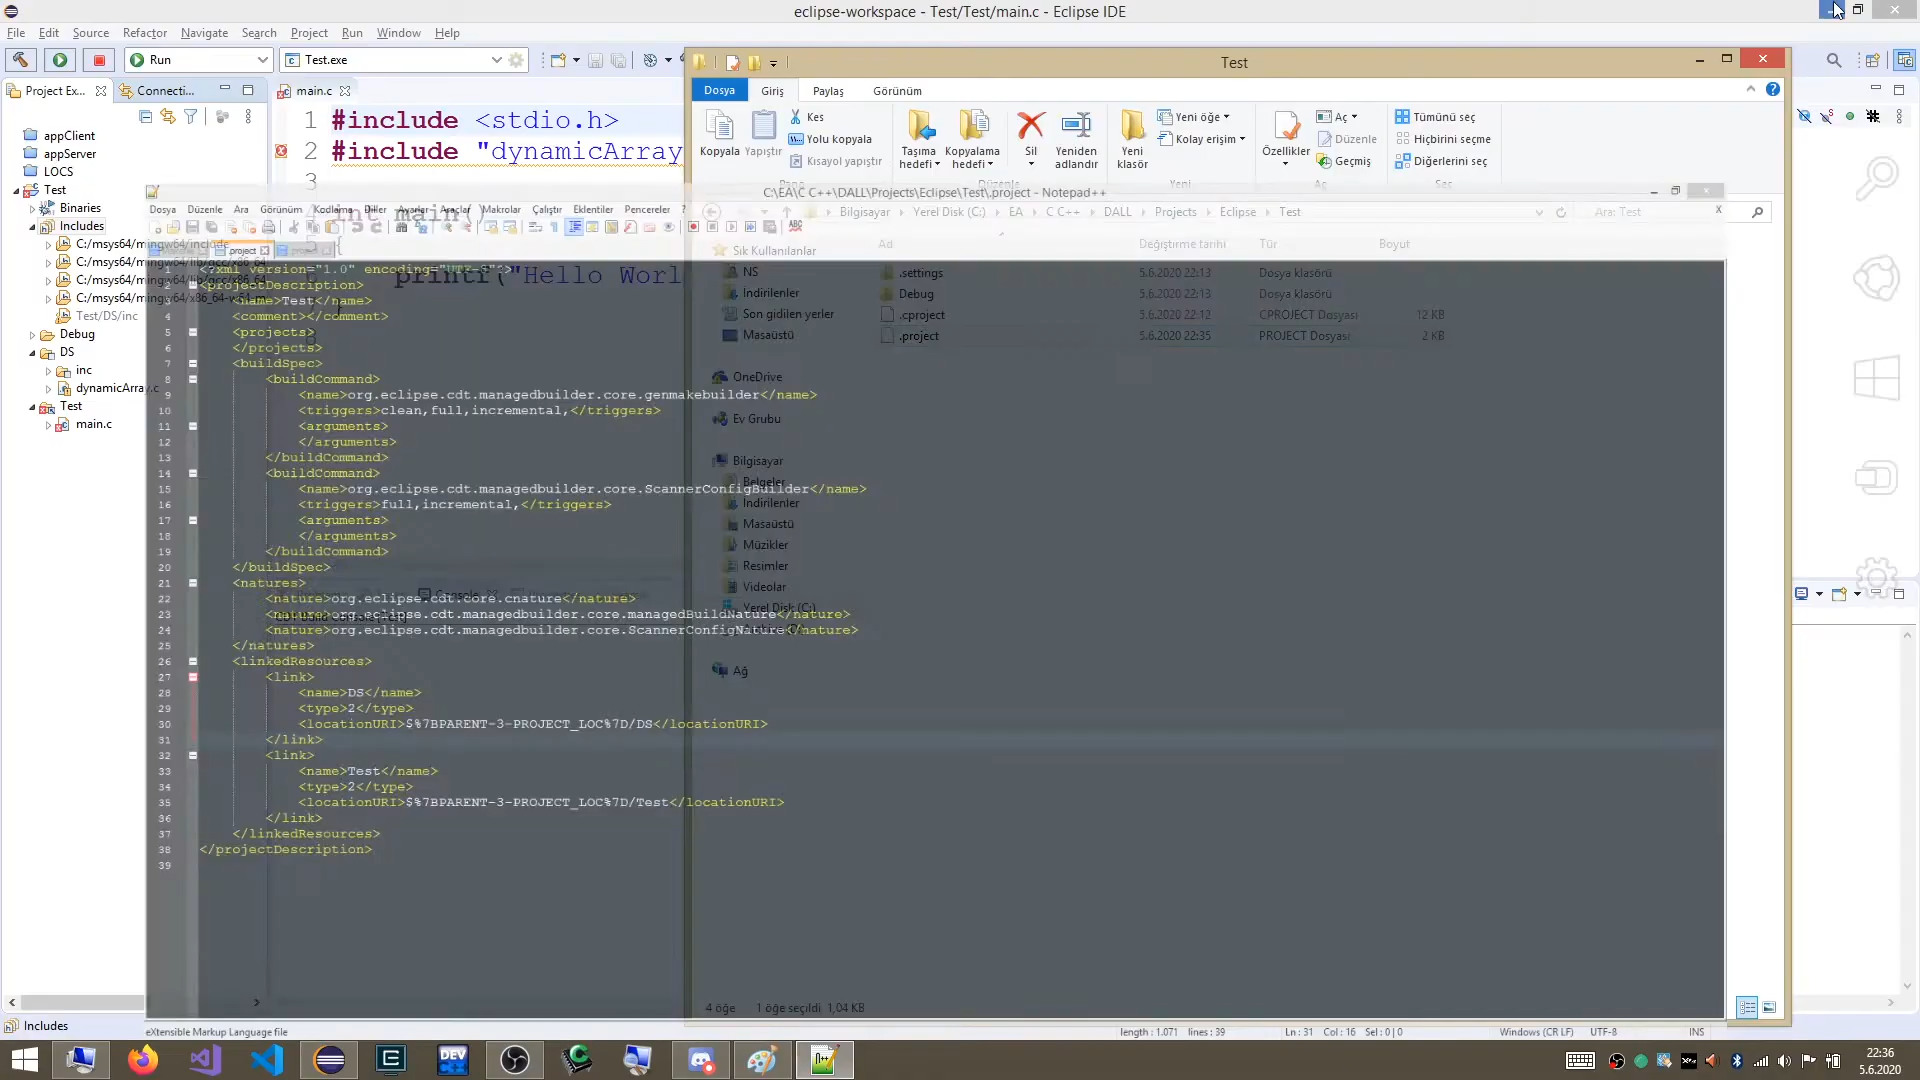 eclipse-workspace - Test/Test/main.c - Eclipse IDE
File Edit Source Refactor Navigate Search Project Run Window Help
Run
Test.exe
Project Ex...
Connecti...
main.c
appClient
appServer
LOCS
Test
Binaries
Includes
C:/msys64/mingw64/include
C:/msys64/mingw64/lib/gcc/x86_64
C:/msys64/mingw64/lib/gcc/x86_64
C:/msys64/mingw64/x86_64-w64-m
Test/DS/inc
Debug
DS
inc
dynamicArray.c
Test
main.c
1 #include <stdio.h>
2 #include "dynamicArray
3
int main()
{
printf("Hello Worl
Test
Dosya Giriş Paylaş Görünüm
Kopyala
Yapıştır
Kes
Yolu kopyala
Kısayol yapıştır
Taşıma hedefi
Kopyalama hedefi
Sil
Yeniden adlandır
Yeni klasör
Yeni öğe
Kolay erişim
Özellikler
Aç
Düzenle
Geçmiş
Tümünü seç
Hiçbirini seçme
Diğerlerini seç
Pano
Düzenle
Yeni
Aç
Seç
C:\EA\C C++\DALL\Projects\Eclipse\Test\.project - Notepad++
Dosya Düzenle Ara Görünüm Kodlama Diller Ayarlar Araçlar Makrolar Çalıştır Eklentiler Pencereler ?
Bilgisayar Yerel Disk (C:) EA C C++ DALL Projects Eclipse Test
Ara: Test
Ad Değiştirme tarihi Tür Boyut
.settings 5.6.2020 22:13 Dosya klasörü
Debug 5.6.2020 22:13 Dosya klasörü
.cproject 5.6.2020 22:12 CPROJECT Dosyası 12 KB
.project 5.6.2020 22:35 PROJECT Dosyası 2 KB
Sık Kullanılanlar
NS
İndirilenler
Son gidilen yerler
Masaüstü
OneDrive
Ev Grubu
Bilgisayar
Belgeler
İndirilenler
Masaüstü
Müzikler
Resimler
Videolar
Yerel Disk (C:)
Ağ
1 <?xml version="1.0" encoding="UTF-8"?>
2 <projectDescription>
3 <name>Test</name>
4 <comment></comment>
5 <projects>
6 </projects>
7 <buildSpec>
8 <buildCommand>
9 <name>org.eclipse.cdt.managedbuilder.core.genmakebuilder</name>
10 <triggers>clean,full,incremental,</triggers>
11 <arguments>
12 </arguments>
13 </buildCommand>
14 <buildCommand>
15 <name>org.eclipse.cdt.managedbuilder.core.ScannerConfigBuilder</name>
16 <triggers>full,incremental,</triggers>
17 <arguments>
18 </arguments>
19 </buildCommand>
20 </buildSpec>
21 <natures>
22 <nature>org.eclipse.cdt.core.cnature</nature>
23 <nature>org.eclipse.cdt.managedbuilder.core.managedBuildNature</nature>
24 <nature>org.eclipse.cdt.managedbuilder.core.ScannerConfigNature</nature>
25 </natures>
26 <linkedResources>
27 <link>
28 <name>DS</name>
29 <type>2</type>
30 <locationURI>$%7BPARENT-3-PROJECT_LOC%7D/DS</locationURI>
31 </link>
32 <link>
33 <name>Test</name>
34 <type>2</type>
35 <locationURI>$%7BPARENT-3-PROJECT_LOC%7D/Test</locationURI>
36 </link>
37 </linkedResources>
38 </projectDescription>
39
4 öğe 1 öğe seçildi 1,04 KB
Includes
eXtensible Markup Language file
length : 1.071 lines : 39
Ln : 31 Col : 16 Sel : 0 | 0
Windows (CR LF) UTF-8 INS
22:36
5.6.2020